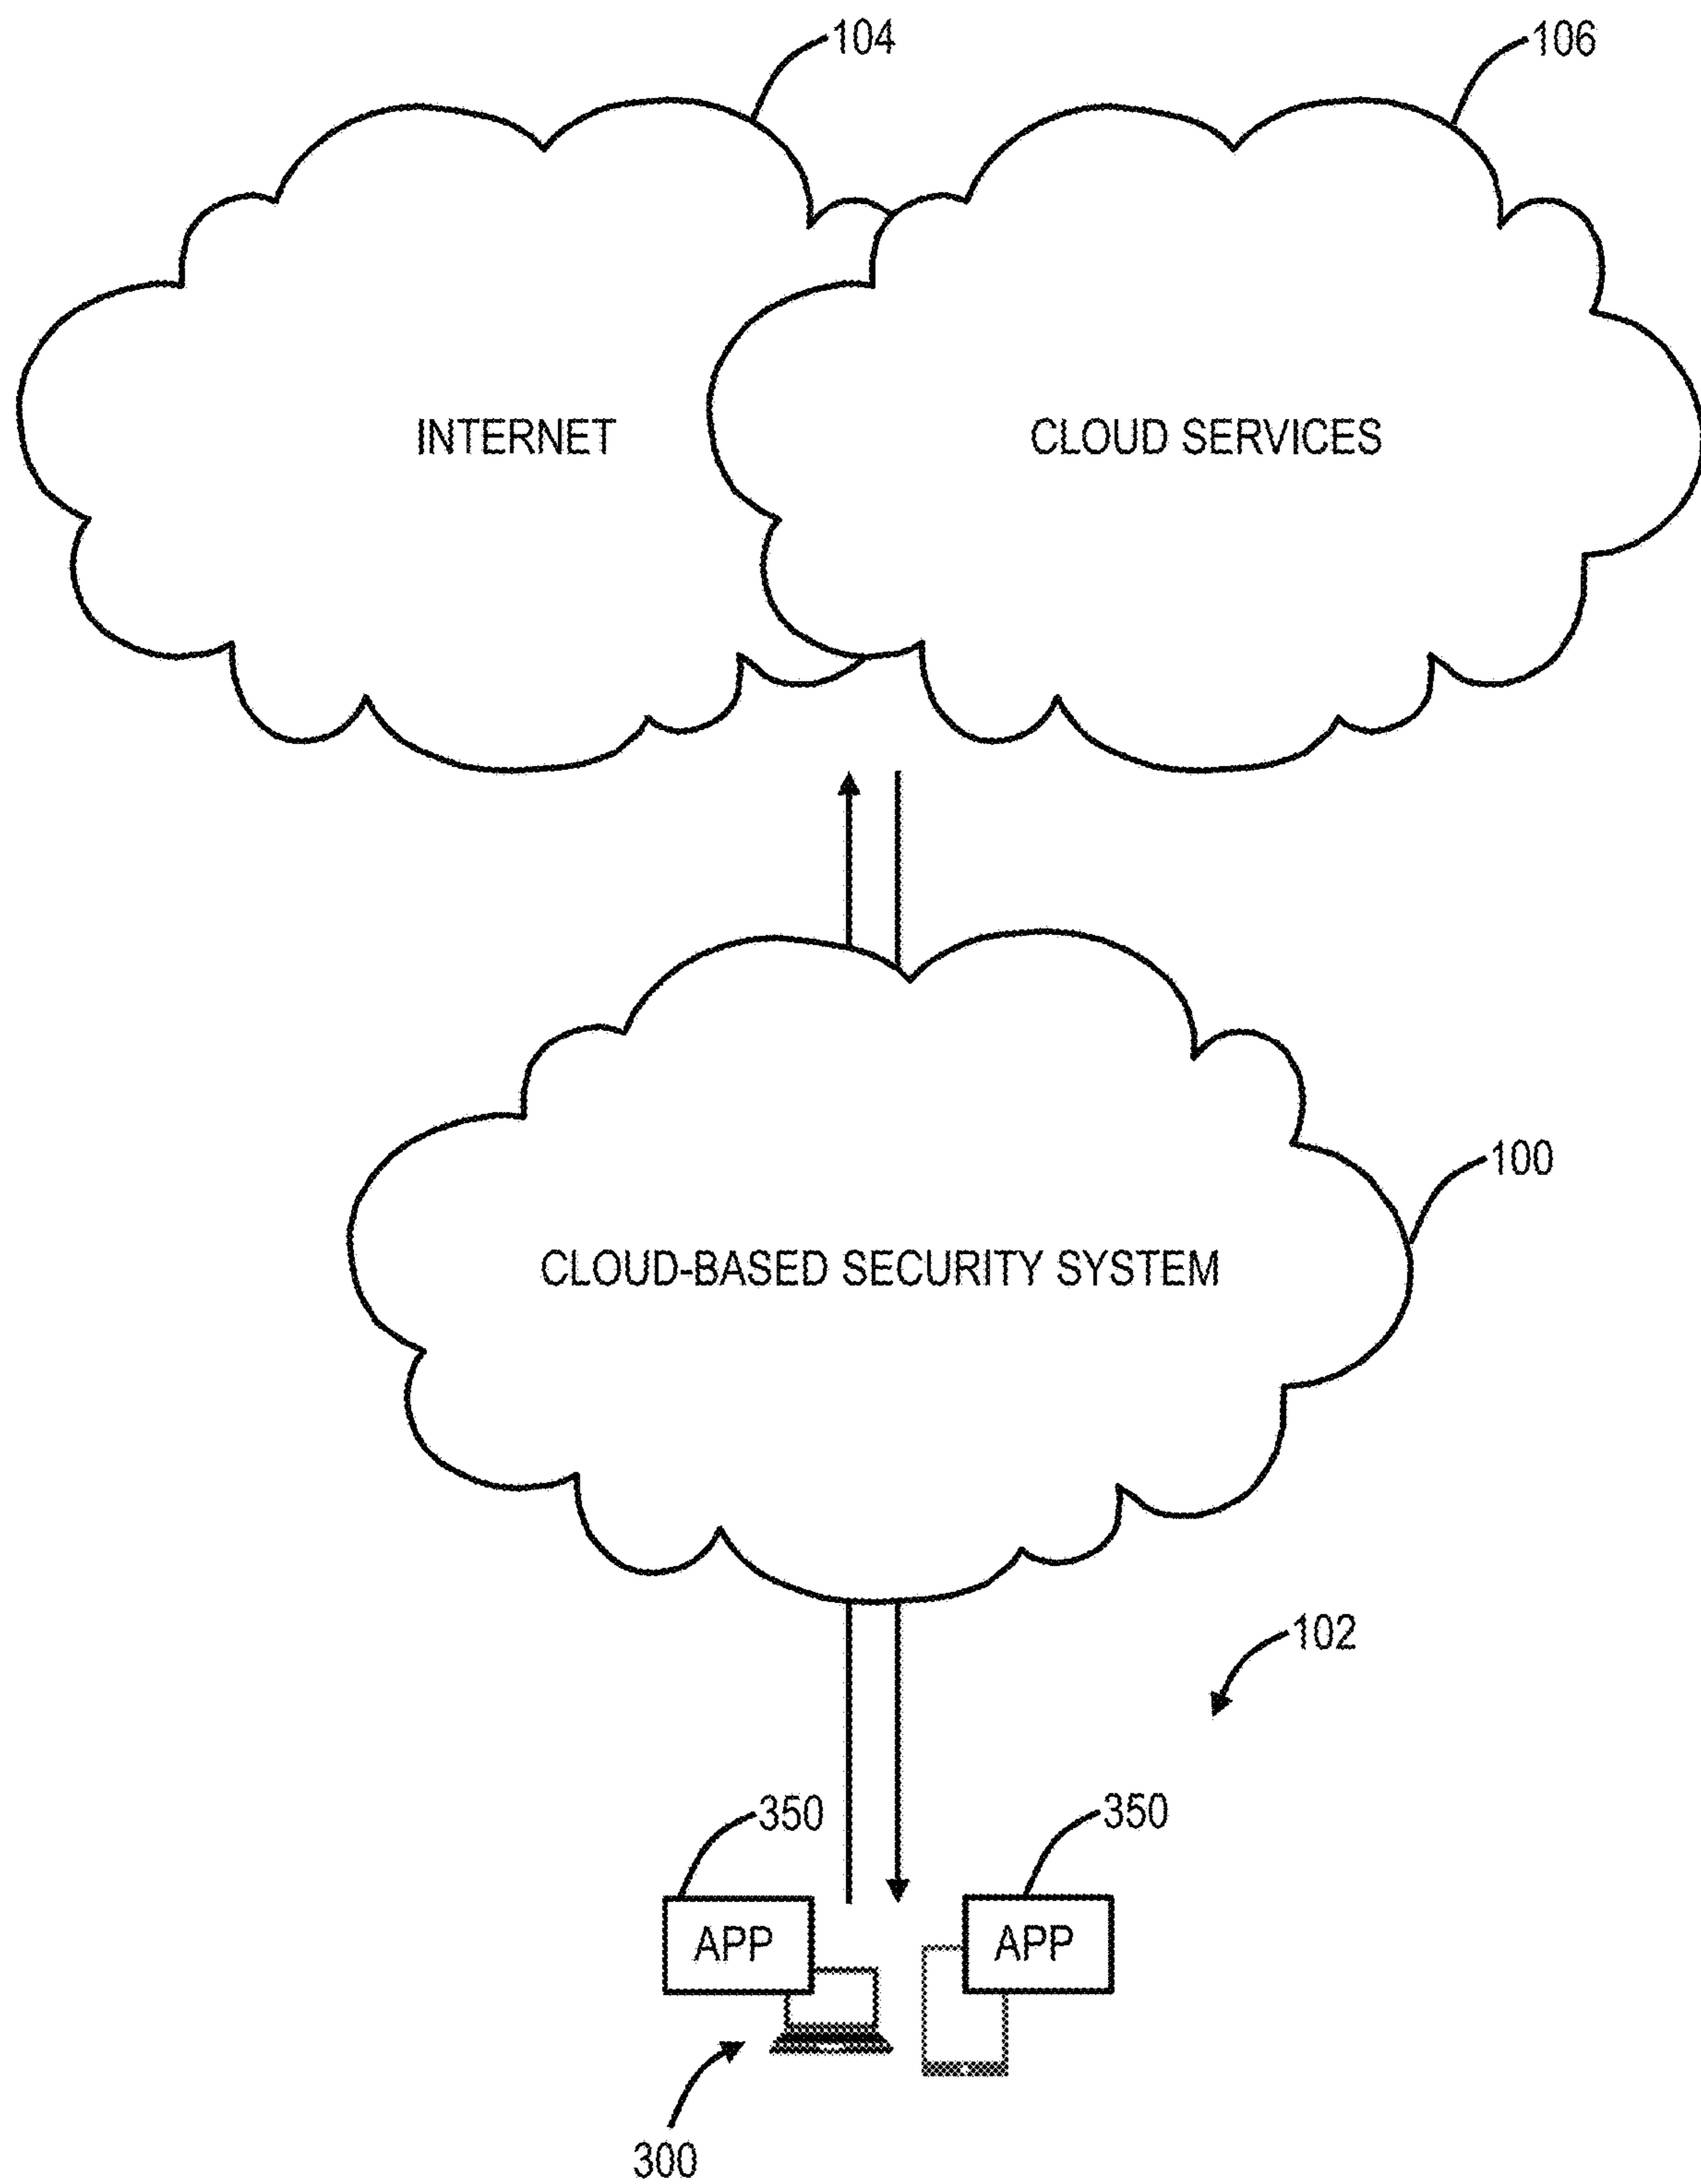 104
106
INTERNET
CLOUD SERVICES
100
CLOUD-BASED SECURITY SYSTEM
102
350
350
APP
APP
300